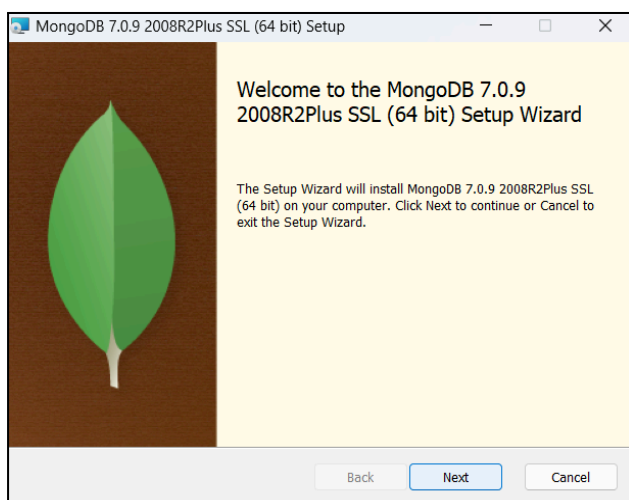 MongoDB 7.0.9 2008R2Plus SSL (64 bit) Setup
Welcome to the MongoDB 7.0.9
2008R2Plus SSL (64 bit) Setup Wizard
The Setup Wizard will install MongoDB 7.0.9 2008R2Plus SSL
(64 bit) on your computer. Click Next to continue or Cancel to
exit the Setup Wizard.
Back Next Cancel